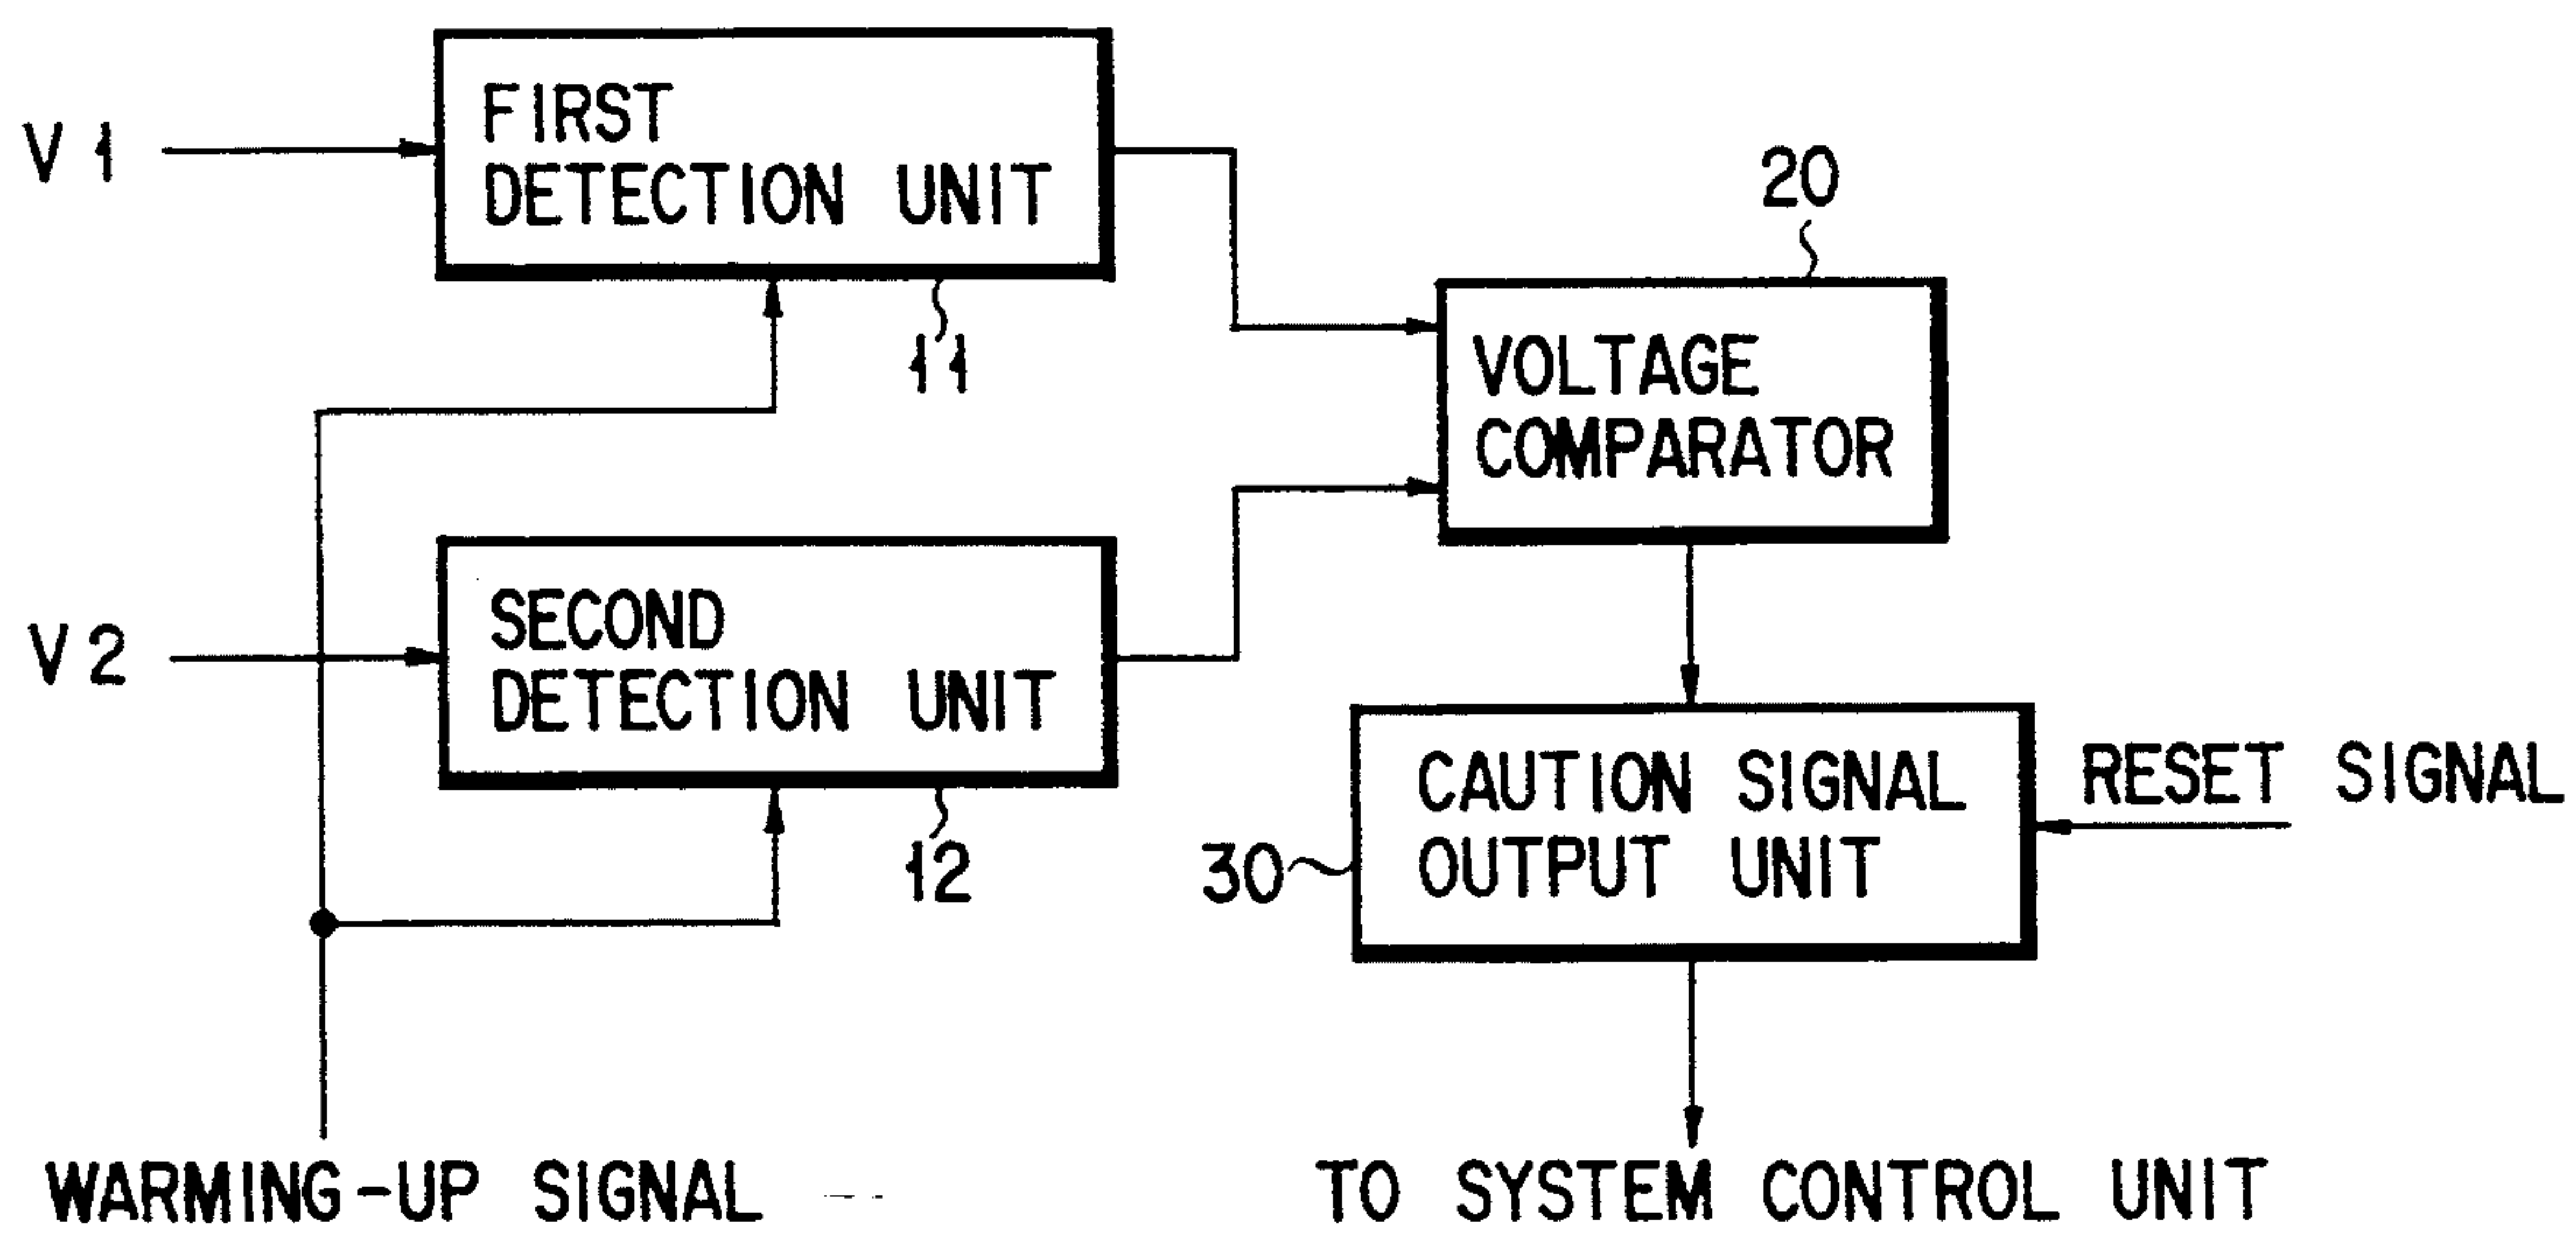 V1
FIRST
DETECTION UNIT
11
20
VOLTAGE
COMPARATOR
V2
SECOND
DETECTION UNIT
12
CAUTION SIGNAL
OUTPUT UNIT
30
RESET SIGNAL
WARMING-UP SIGNAL
TO SYSTEM CONTROL UNIT